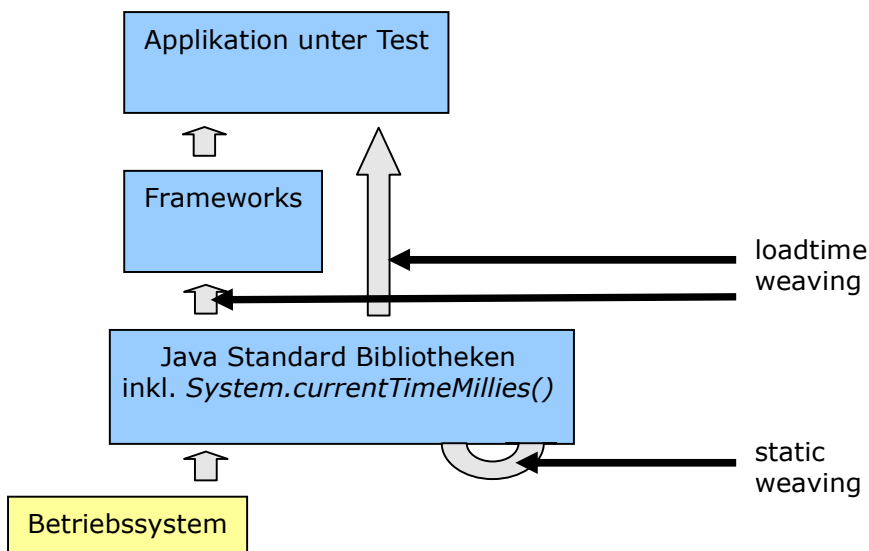 Applikation unter Test
Frameworks
loadtime
weaving
Java Standard Bibliotheken
inkl. System.currentTimeMillies()
static
weaving
Betriebssystem